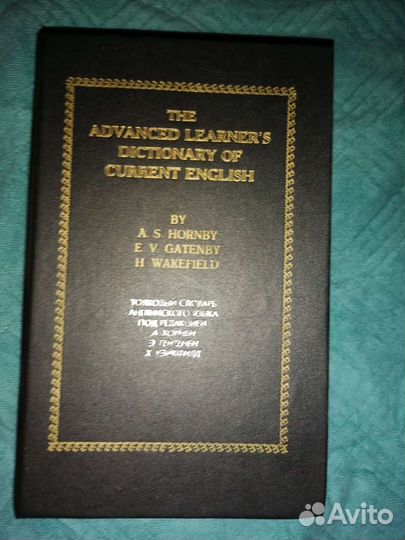 THE
ADVANCED LEARNER'S
DICTIONARY OF
CURRENT ENGLISH
BY
A. S. HORNBY
E. V. GATENBY
H. WAKEFIELD
ТОЛКОВЫЙ СЛОВАРЬ
АНГЛИЙСКОГО ЯЗЫКА
ПОД РЕДАКЦИЕЙ
А ХОРНБИ
Э ГЕЙТЕНБИ
Х УЭЙКФИЛД
Avito